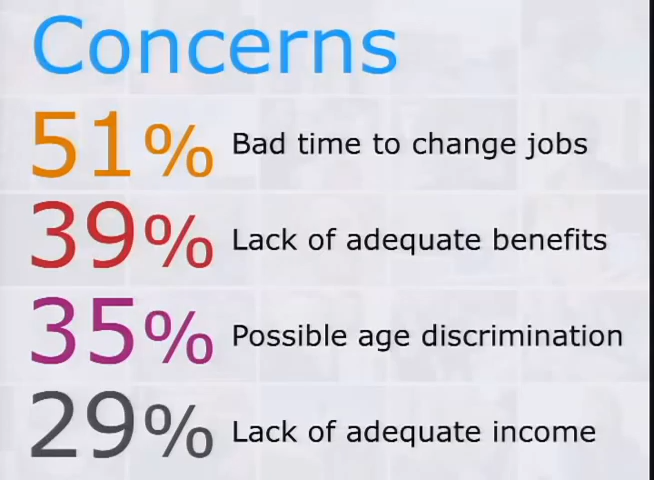 Concerns
51% Bad time to change jobs
39% Lack of adequate benefits
35% Possible age discrimination
29% Lack of adequate income